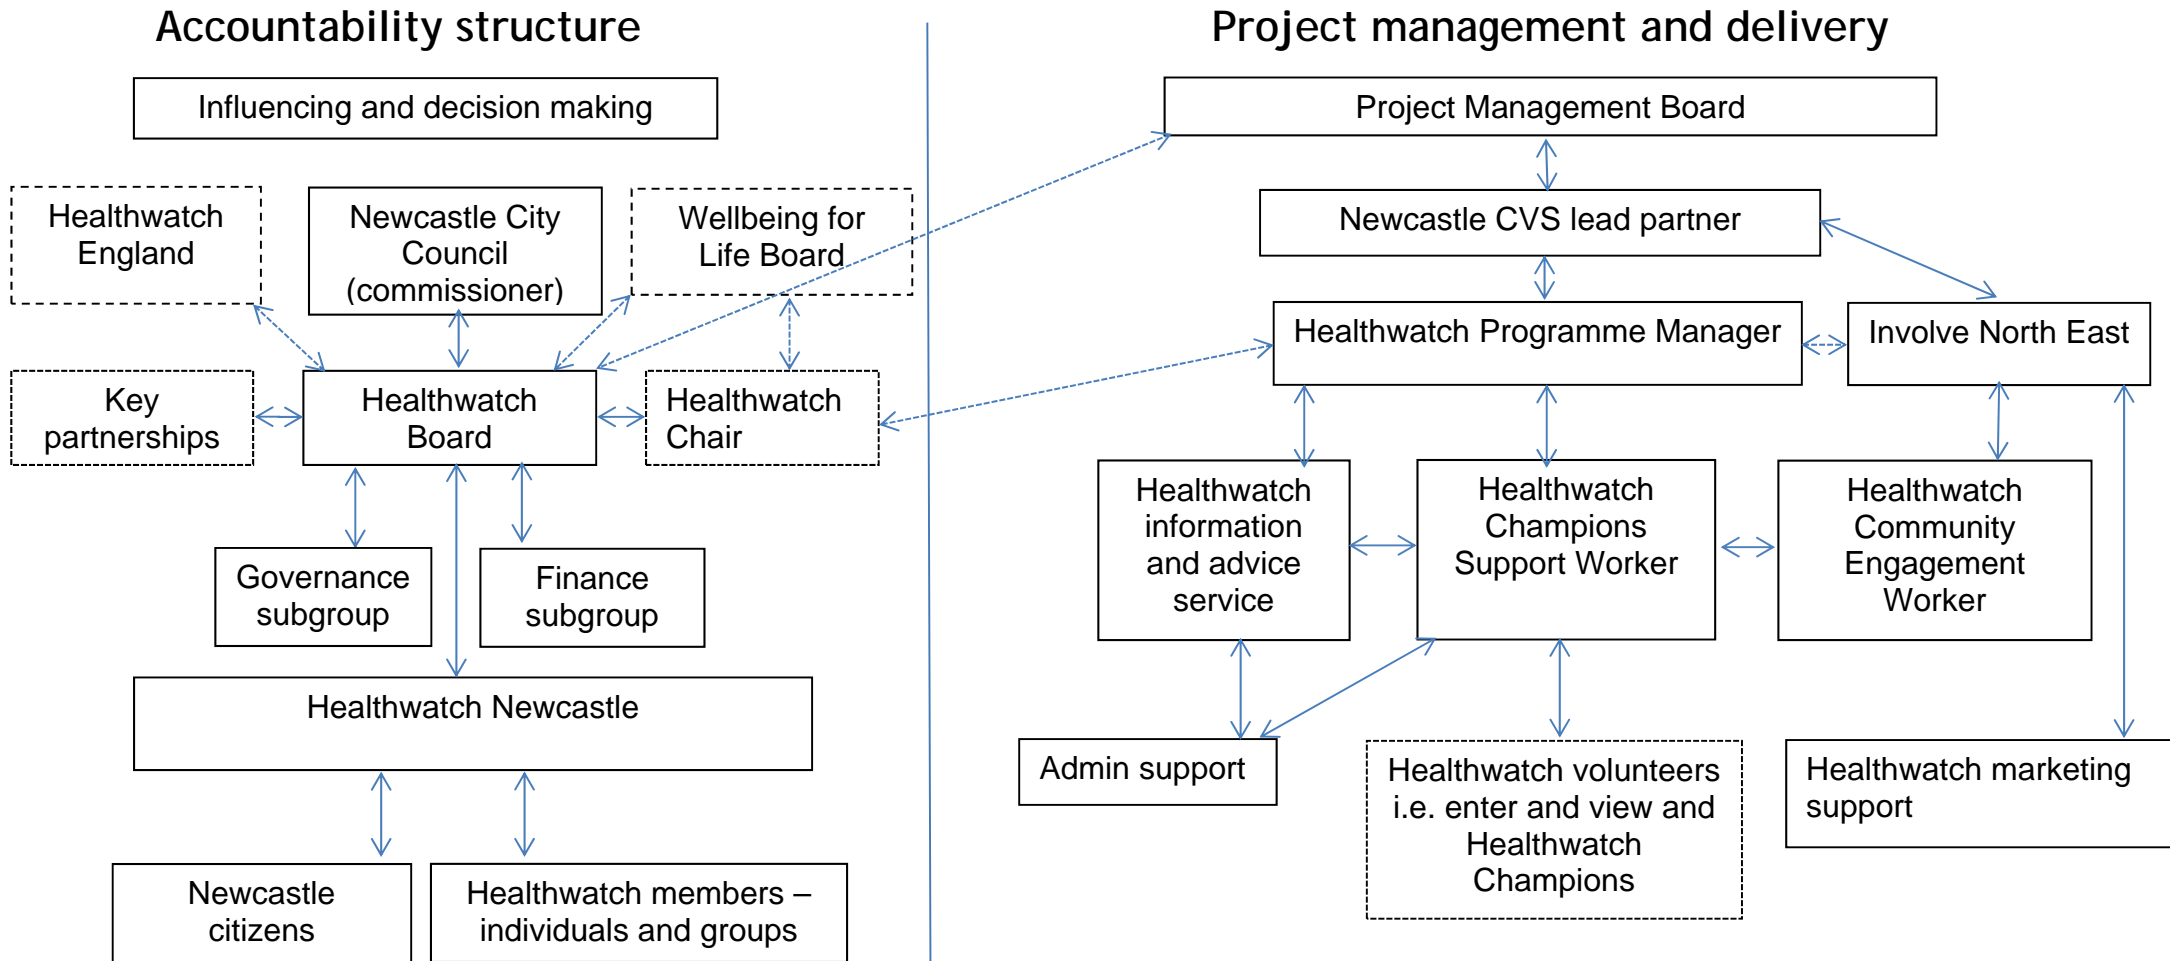 Accountability structure
Project management and delivery
Influencing and decision making
Project Management Board
Healthwatch
England
Newcastle City
Council
(commissioner)
Wellbeing for
Life Board
Newcastle CVS lead partner
Healthwatch Programme Manager
Involve North East
Key
partnerships
Healthwatch
Board
Healthwatch
Chair
Healthwatch
information
and advice
service
Healthwatch
Champions
Support Worker
Healthwatch
Community
Engagement
Worker
Governance
subgroup
Finance
subgroup
Healthwatch Newcastle
Admin support
Healthwatch volunteers
i.e. enter and view and
Healthwatch
Champions
Healthwatch marketing
support
Newcastle
citizens
Healthwatch members –
individuals and groups